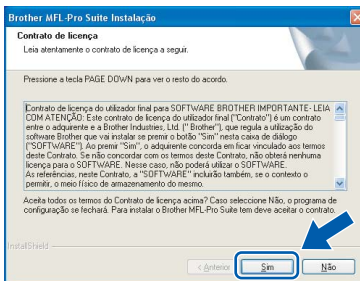 Brother MFL-Pro Suite Instalação
Contrato de licença
Leia atentamente o contrato de licença a seguir.
Pressione a tecla PAGE DOWN para ver o resto do acordo.
Contrato de licença do utilizador final para SOFTWARE BROTHER IMPORTANTE- LEIA
COM ATENÇÃO: Este contrato de licença do utilizador final ("Contrato") é um contrato
entre o adquirente e a Brother Industries, Ltd. ("Brother"), que regula a utilização do
software Brother que vai instalar se premir o botão "Sim" nesta caixa de diálogo
("SOFTWARE"). Ao premir "Sim", o adquirente concorda em ficar vinculado aos termos
deste Contrato. Se não concordar com os termos deste Contrato, não obterá nenhuma
licença para o SOFTWARE. Nesse caso, não poderá utilizar o SOFTWARE.
As referências, neste Contrato, a "SOFTWARE" incluirão também, se o contexto o
permitir, o meio físico de armazenamento do mesmo.
Aceita todos os termos do Contrato de licença acima? Caso seleccione Não, o programa de
configuração se fechará. Para instalar o Brother MFL-Pro Suite tem deve aceitar o contrato.
InstallShield
< Anterior
Sim
Não